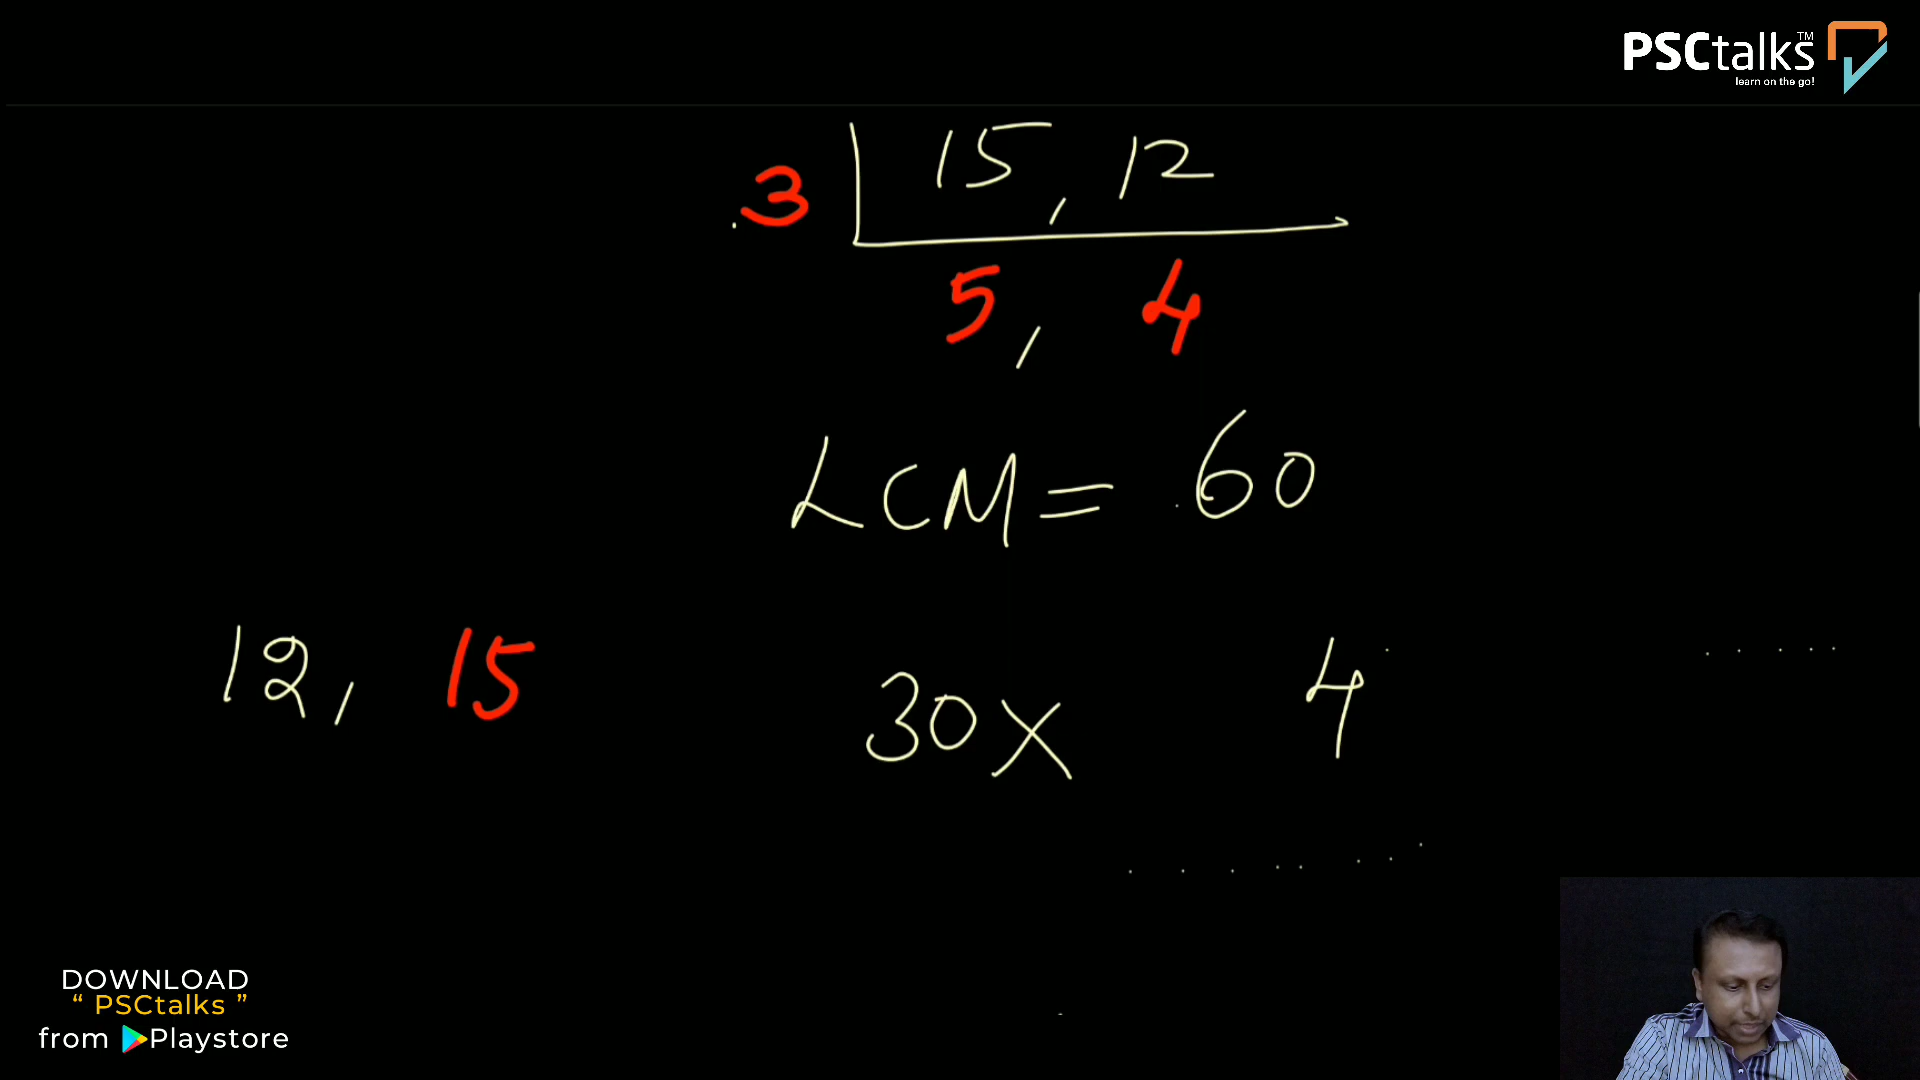 PSCtalks™
learn on the go!
3 | 15, 12
5, 4
LCM = 60
12, 15
30X 4
DOWNLOAD
“ PSCtalks ”
from Playstore